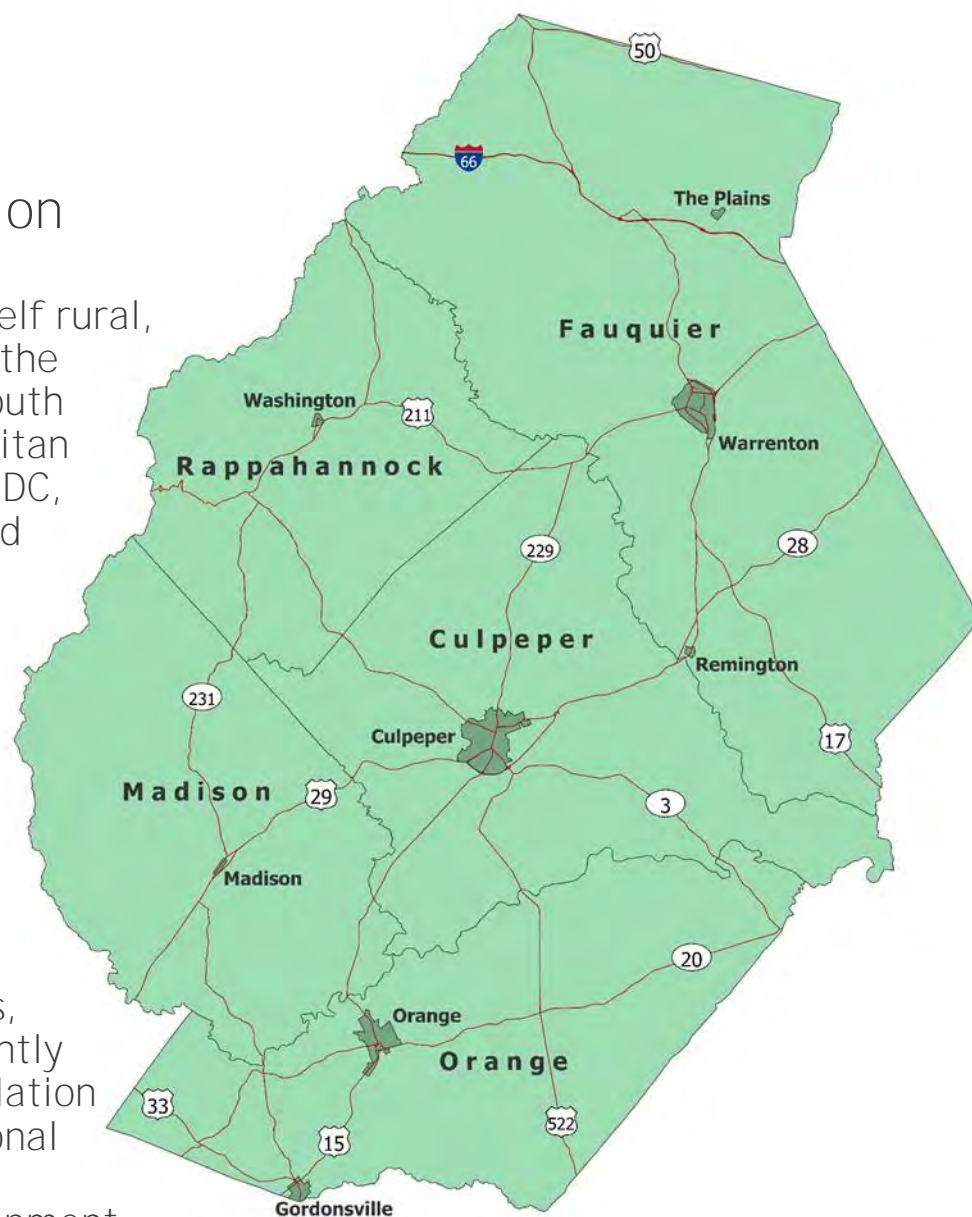 on
elf rural,
the
outh
itan
DC,
d
s,
ntly
lation
onal
50
66
The Plains
Fauquier
Washington
211
Warrenton
Rappahannock
229
28
Culpeper
Remington
231
Culpeper
17
Madison
29
3
Madison
20
Orange
Orange
33
15
522
Gordonsville